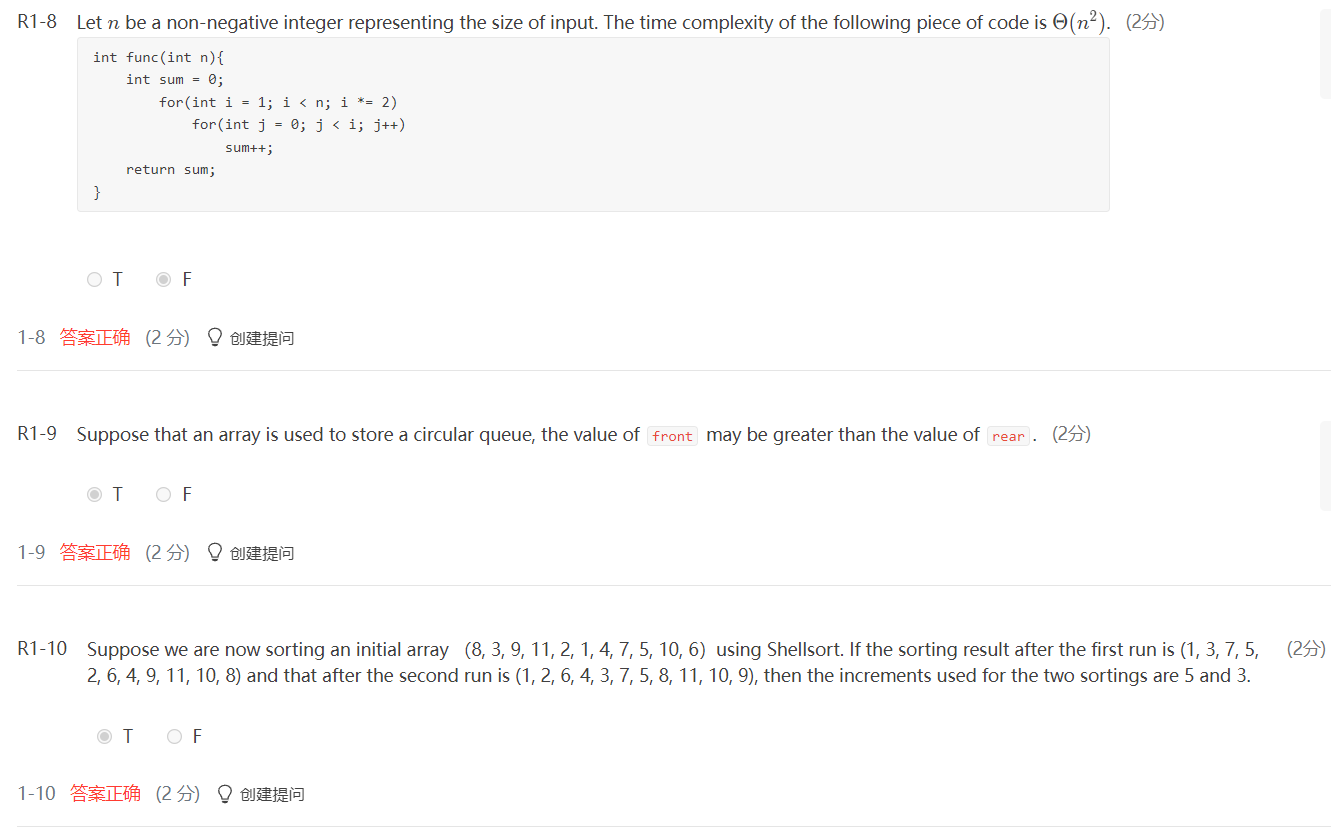 R1-8 Let n be a non-negative integer representing the size of input. The time complexity of the following piece of code is Θ(n²). (2分)
int func(int n){
    int sum = 0;
        for(int i = 1; i < n; i *= 2)
            for(int j = 0; j < i; j++)
                sum++;
    return sum;
}
T F
1-8 答案正确 (2 分) 创建提问
R1-9 Suppose that an array is used to store a circular queue, the value of front may be greater than the value of rear . (2分)
T F
1-9 答案正确 (2 分) 创建提问
R1-10 Suppose we are now sorting an initial array (8, 3, 9, 11, 2, 1, 4, 7, 5, 10, 6) using Shellsort. If the sorting result after the first run is (1, 3, 7, 5, (2分)
2, 6, 4, 9, 11, 10, 8) and that after the second run is (1, 2, 6, 4, 3, 7, 5, 8, 11, 10, 9), then the increments used for the two sortings are 5 and 3.
T F
1-10 答案正确 (2 分) 创建提问